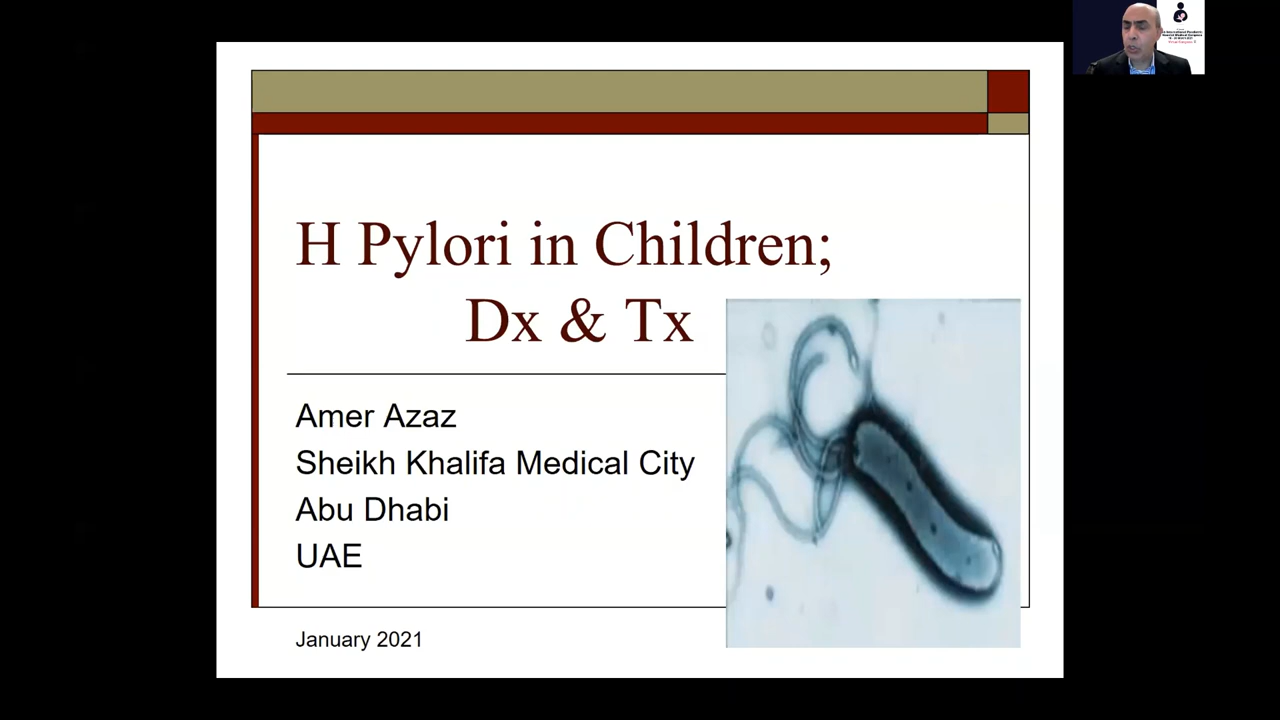 H Pylori in Children;
Dx & Tx
Amer Azaz
Sheikh Khalifa Medical City
Abu Dhabi
UAE
January 2021